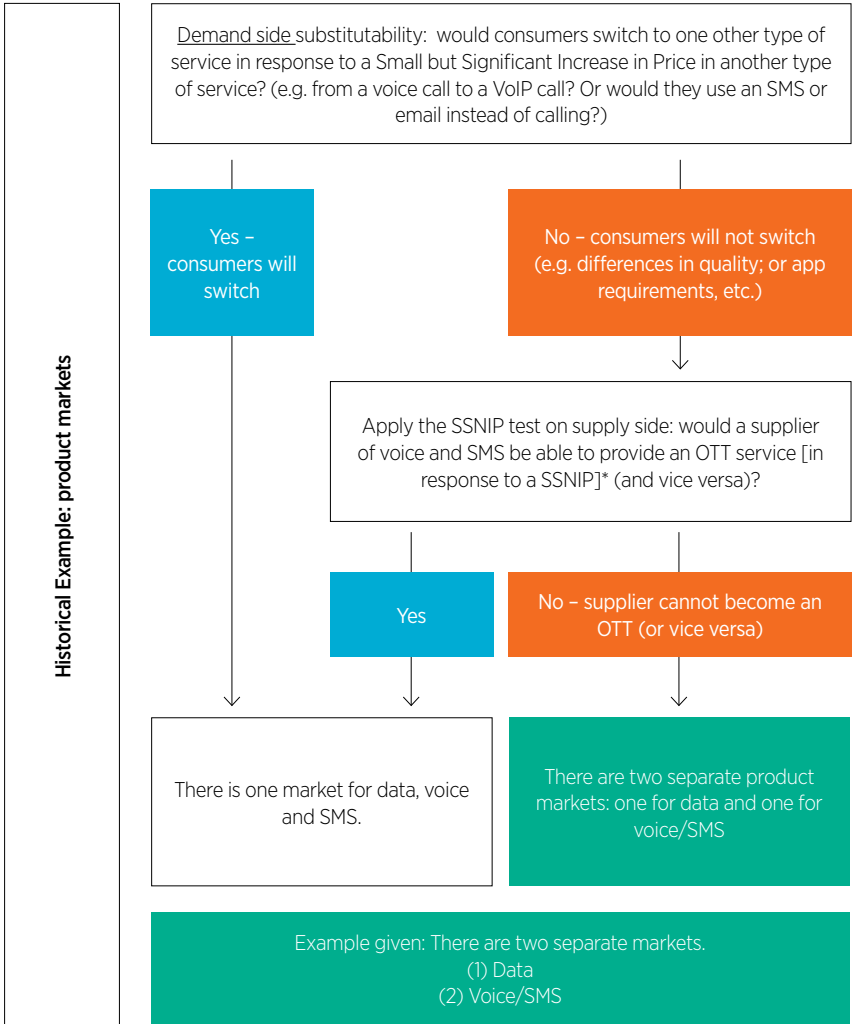 Historical Example: product markets
Demand side substitutability:  would consumers switch to one other type of
service in response to a Small but Significant Increase in Price in another type
of service? (e.g. from a voice call to a VoIP call? Or would they use an SMS or
email instead of calling?)
Yes –
consumers will
switch
No – consumers will not switch
(e.g. differences in quality; or app
requirements, etc.)
Apply the SSNIP test on supply side: would a supplier
of voice and SMS be able to provide an OTT service [in
response to a SSNIP]* (and vice versa)?
Yes
No – supplier cannot become an
OTT (or vice versa)
There is one market for data, voice
and SMS.
There are two separate product
markets: one for data and one for
voice/SMS
Example given: There are two separate markets.
(1) Data
(2) Voice/SMS